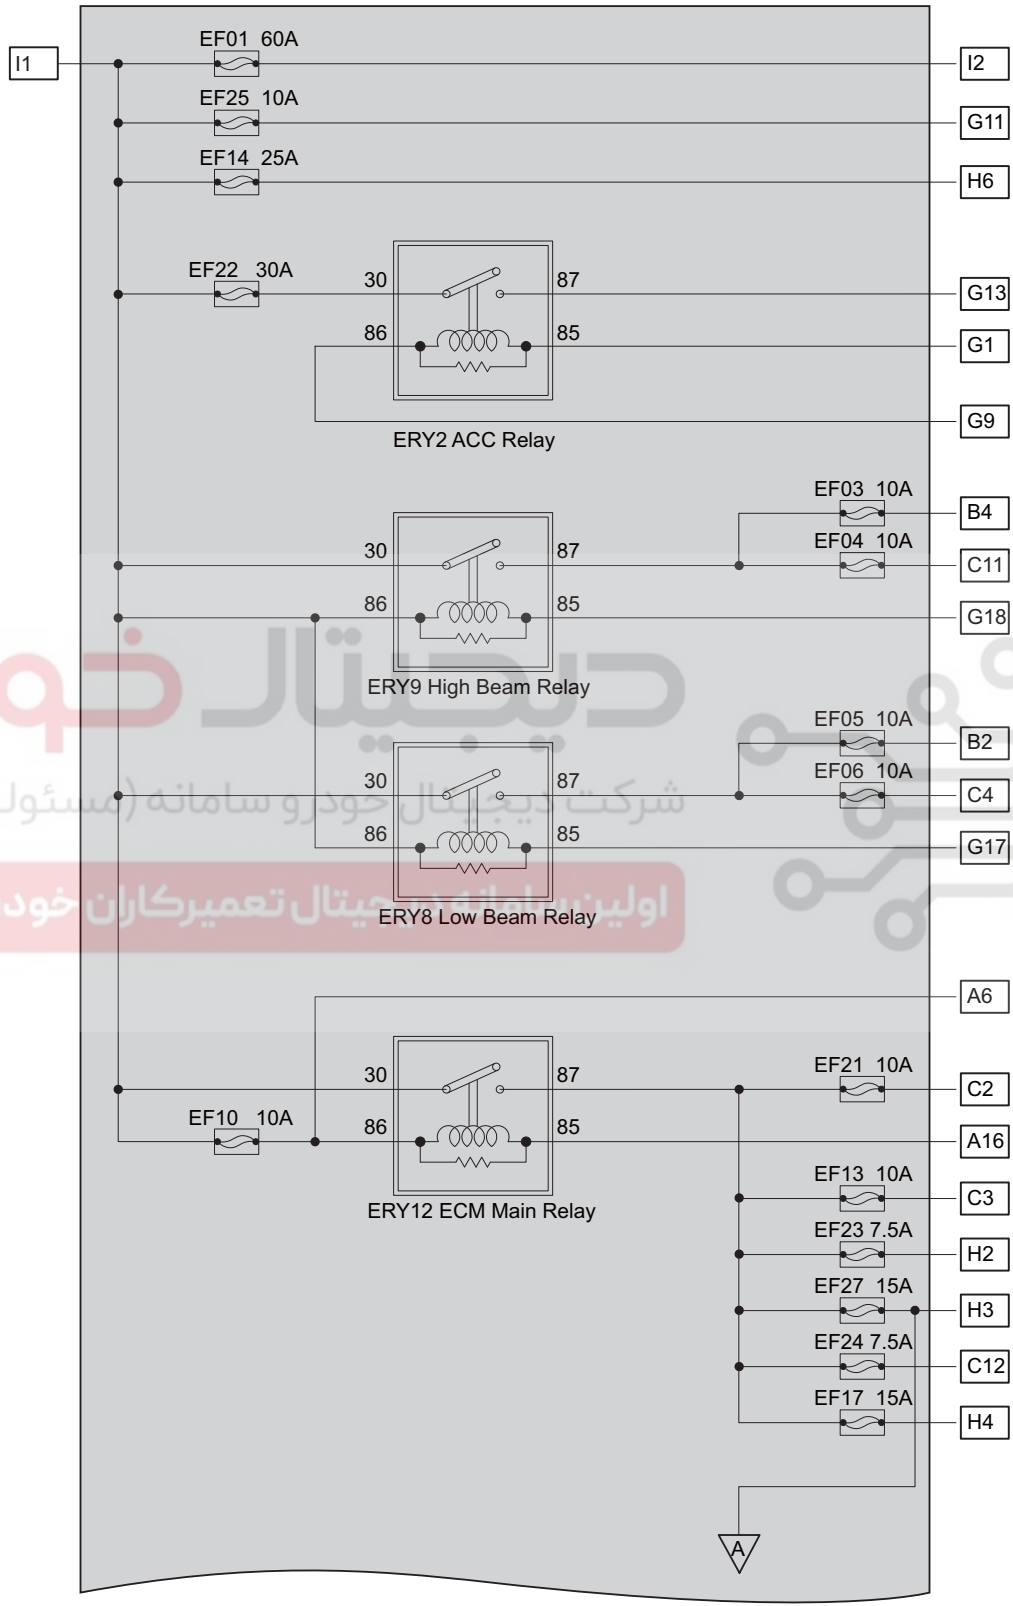 EF01 60A
I1
I2
EF25 10A
G11
EF14 25A
H6
EF22 30A
30
87
G13
86
85
G1
G9
ERY2 ACC Relay
EF03 10A
B4
EF04 10A
30
87
C11
86
85
G18
ERY9 High Beam Relay
دیجیتال خو
EF05 10A
B2
EF06 10A
30
87
C4
شرکت دیجیتال خودرو سامانه (مسئول
86
85
G17
اولین سامانه دیجیتال تعمیرکاران خود
ERY8 Low Beam Relay
A6
EF21 10A
30
87
C2
EF10 10A
86
85
A16
EF13 10A
C3
ERY12 ECM Main Relay
EF23 7.5A
H2
EF27 15A
H3
EF24 7.5A
C12
EF17 15A
H4
A